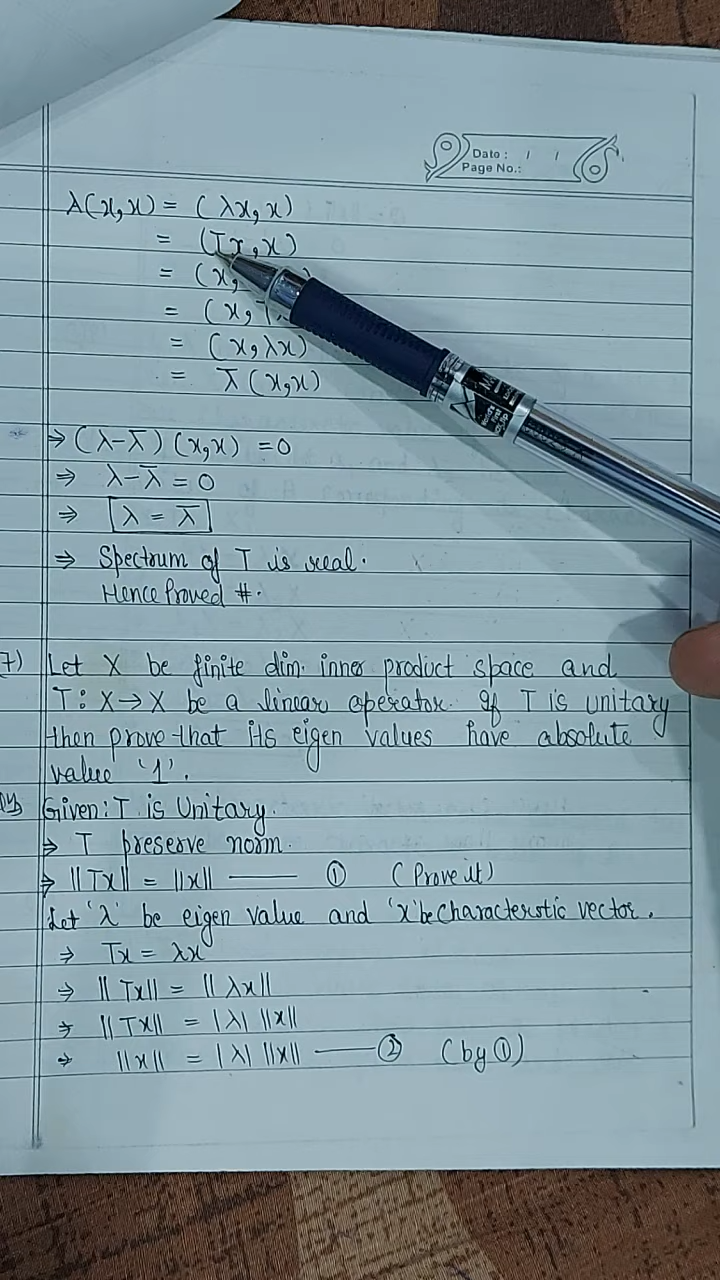 Date : / /
Page No.:
λ(x,x) = (λx, x)
= (Tx, x)
= (x,
= (x,
= (x, λx)
= λ̄ (x,x)
⇒ (λ-λ̄) (x,x) = 0
⇒ λ-λ̄ = 0
⇒ λ = λ̄
⇒ Spectrum of T is real.
Hence Proved #.
7) Let X be finite dim. inner product space and
T: X→X be a linear operator. If T is unitary
then prove that its eigen values have absolute
value '1'.
Given: T is Unitary.
⇒ T preserve norm.
⇒ ||Tx|| = ||x|| —— ① (Prove it)
Let 'λ' be eigen value and 'x' be Characterstic vector.
⇒ Tx = λx
⇒ ||Tx|| = ||λx||
⇒ ||Tx|| = |λ| ||x||
⇒ ||x|| = |λ| ||x|| —— ② (by ①)